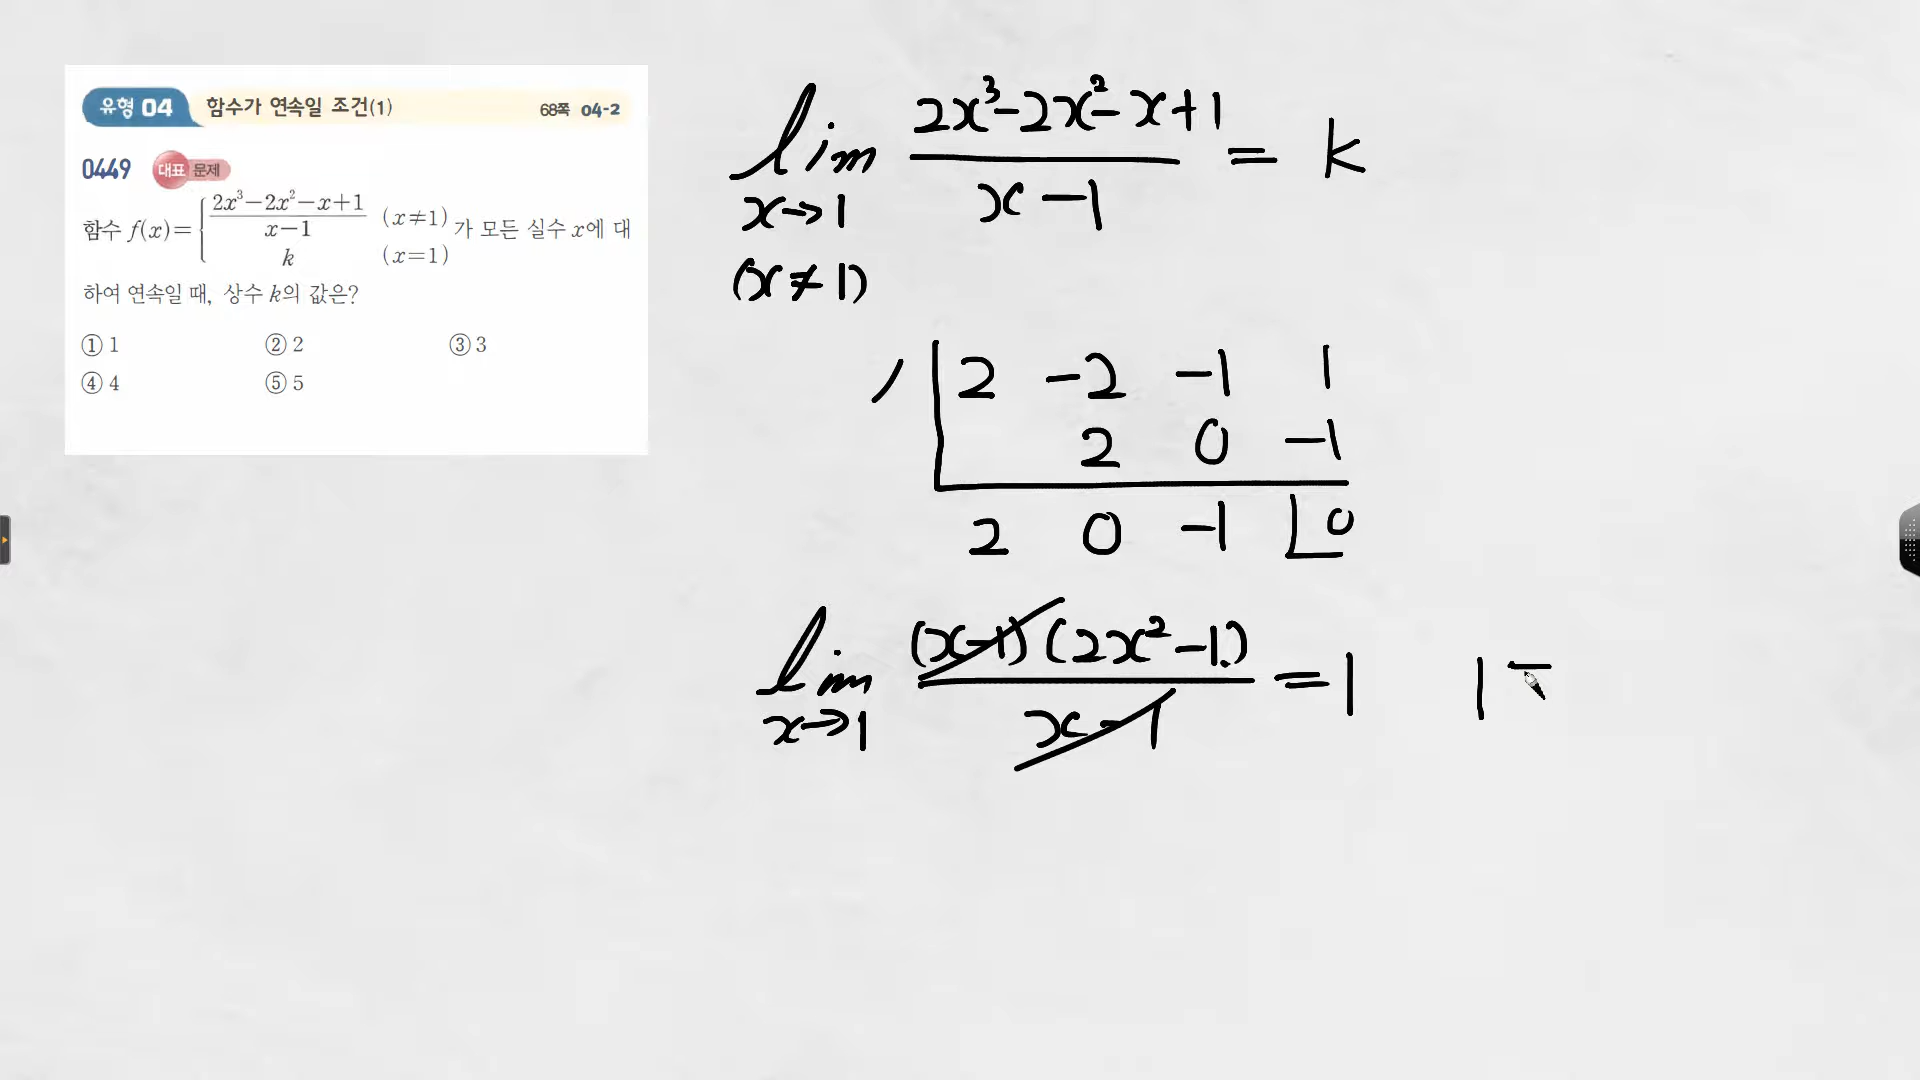 유형 04 함수가 연속일 조건(1) 68쪽 04-2
0449 대표 문제
함수 f(x)={ (2x³−2x²−x+1)/(x−1) (x≠1) k (x=1) 가 모든 실수 x에 대
하여 연속일 때, 상수 k의 값은?
① 1 ② 2 ③ 3
④ 4 ⑤ 5
lim x→1 (x≠1) (2x³−2x²−x+1)/(x−1) = k
1 | 2 −2 −1 1
2 0 −1
2 0 −1 0
lim x→1 (x−1)(2x²−1)/(x−1) = 1